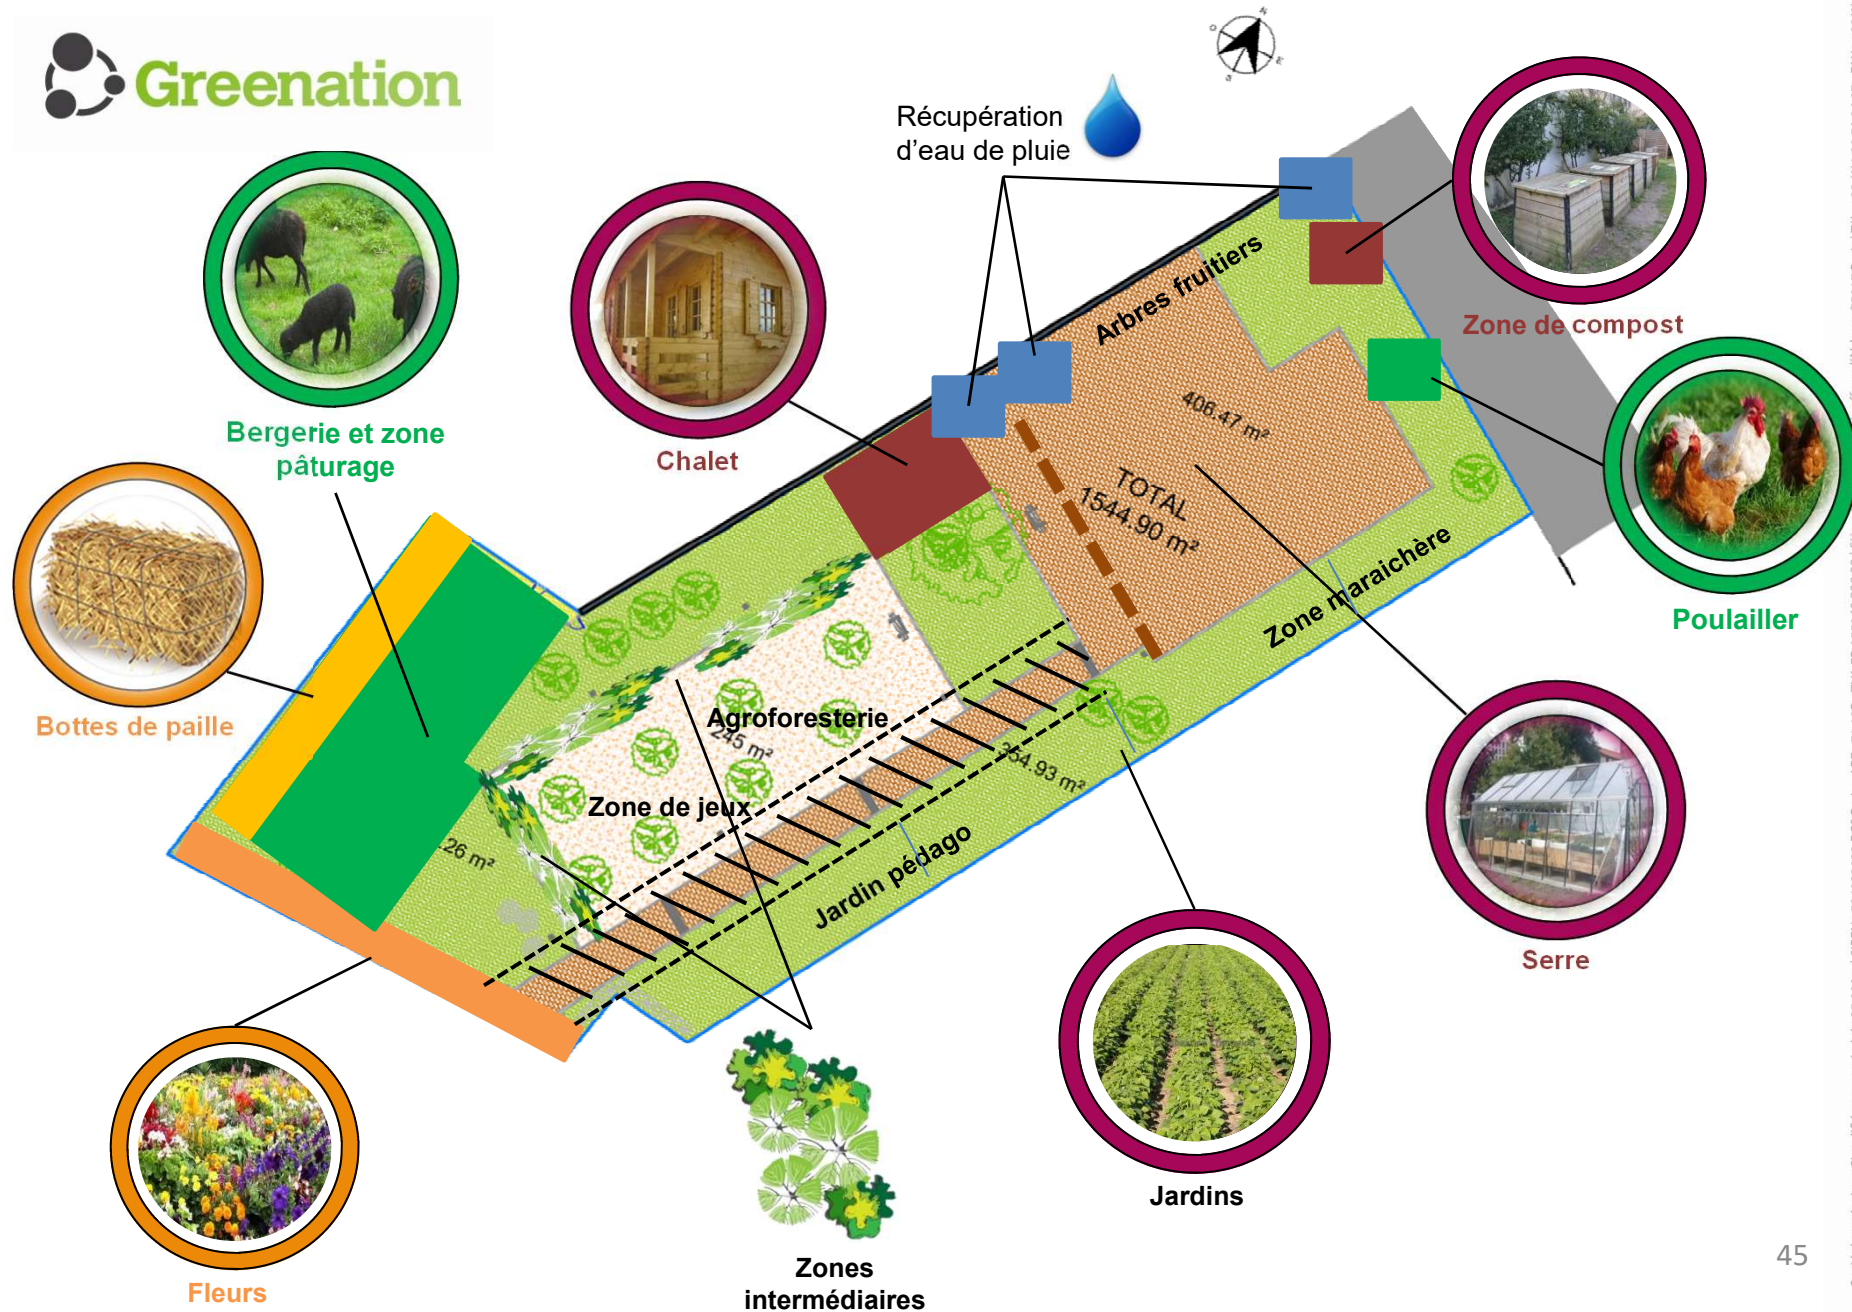 Greenation
N
O
E
S
Récupération
d'eau de pluie
Zone de compost
Arbres fruitiers
Bergerie et zone
pâturage
Chalet
406.47 m²
TOTAL
1544.90 m²
Zone maraichère
Poulailler
Bottes de paille
Agroforesterie
245 m²
Zone de jeux
354.93 m²
.26 m²
Jardin pédago
Serre
Jardins
Fleurs
Zones
intermédiaires
45